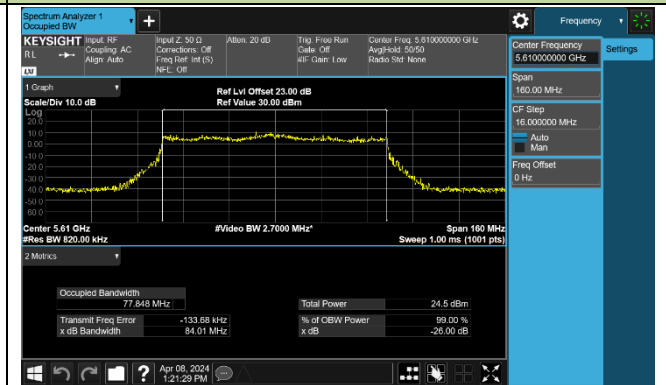 Spectrum Analyzer 1
Occupied BW
Frequency
KEYSIGHT
RL
LXI
Input: RF
Coupling: AC
Align: Auto
Input Z: 50 Ω
Corrections: Off
Freq Ref: Int (S)
NFE: Off
Atten: 20 dB
Trig: Free Run
Gate: Off
#IF Gain: Low
Center Freq: 5.610000000 GHz
Avg|Hold: 50/50
Radio Std: None
Center Frequency
5.610000000 GHz
Settings
Span
160.00 MHz
CF Step
16.000000 MHz
Auto
Man
Freq Offset
0 Hz
1 Graph
Scale/Div 10.0 dB
Ref Lvl Offset 23.00 dB
Ref Value 30.00 dBm
Log
20.0
10.0
0.00
-10.0
-20.0
-30.0
-40.0
-50.0
-60.0
Center 5.61 GHz
#Video BW 2.7000 MHz*
Span 160 MHz
#Res BW 820.00 kHz
Sweep 1.00 ms (1001 pts)
2 Metrics
Occupied Bandwidth
77.848 MHz
Total Power 24.5 dBm
Transmit Freq Error -133.68 kHz
% of OBW Power 99.00 %
x dB Bandwidth 84.01 MHz
x dB -26.00 dB
?
Apr 08, 2024
1:21:29 PM